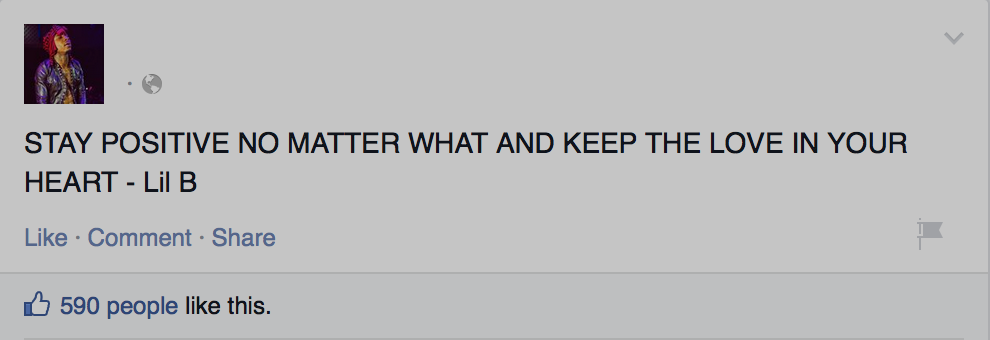 STAY POSITIVE NO MATTER WHAT AND KEEP THE LOVE IN YOUR
HEART - Lil B
Like · Comment · Share
590 people like this.